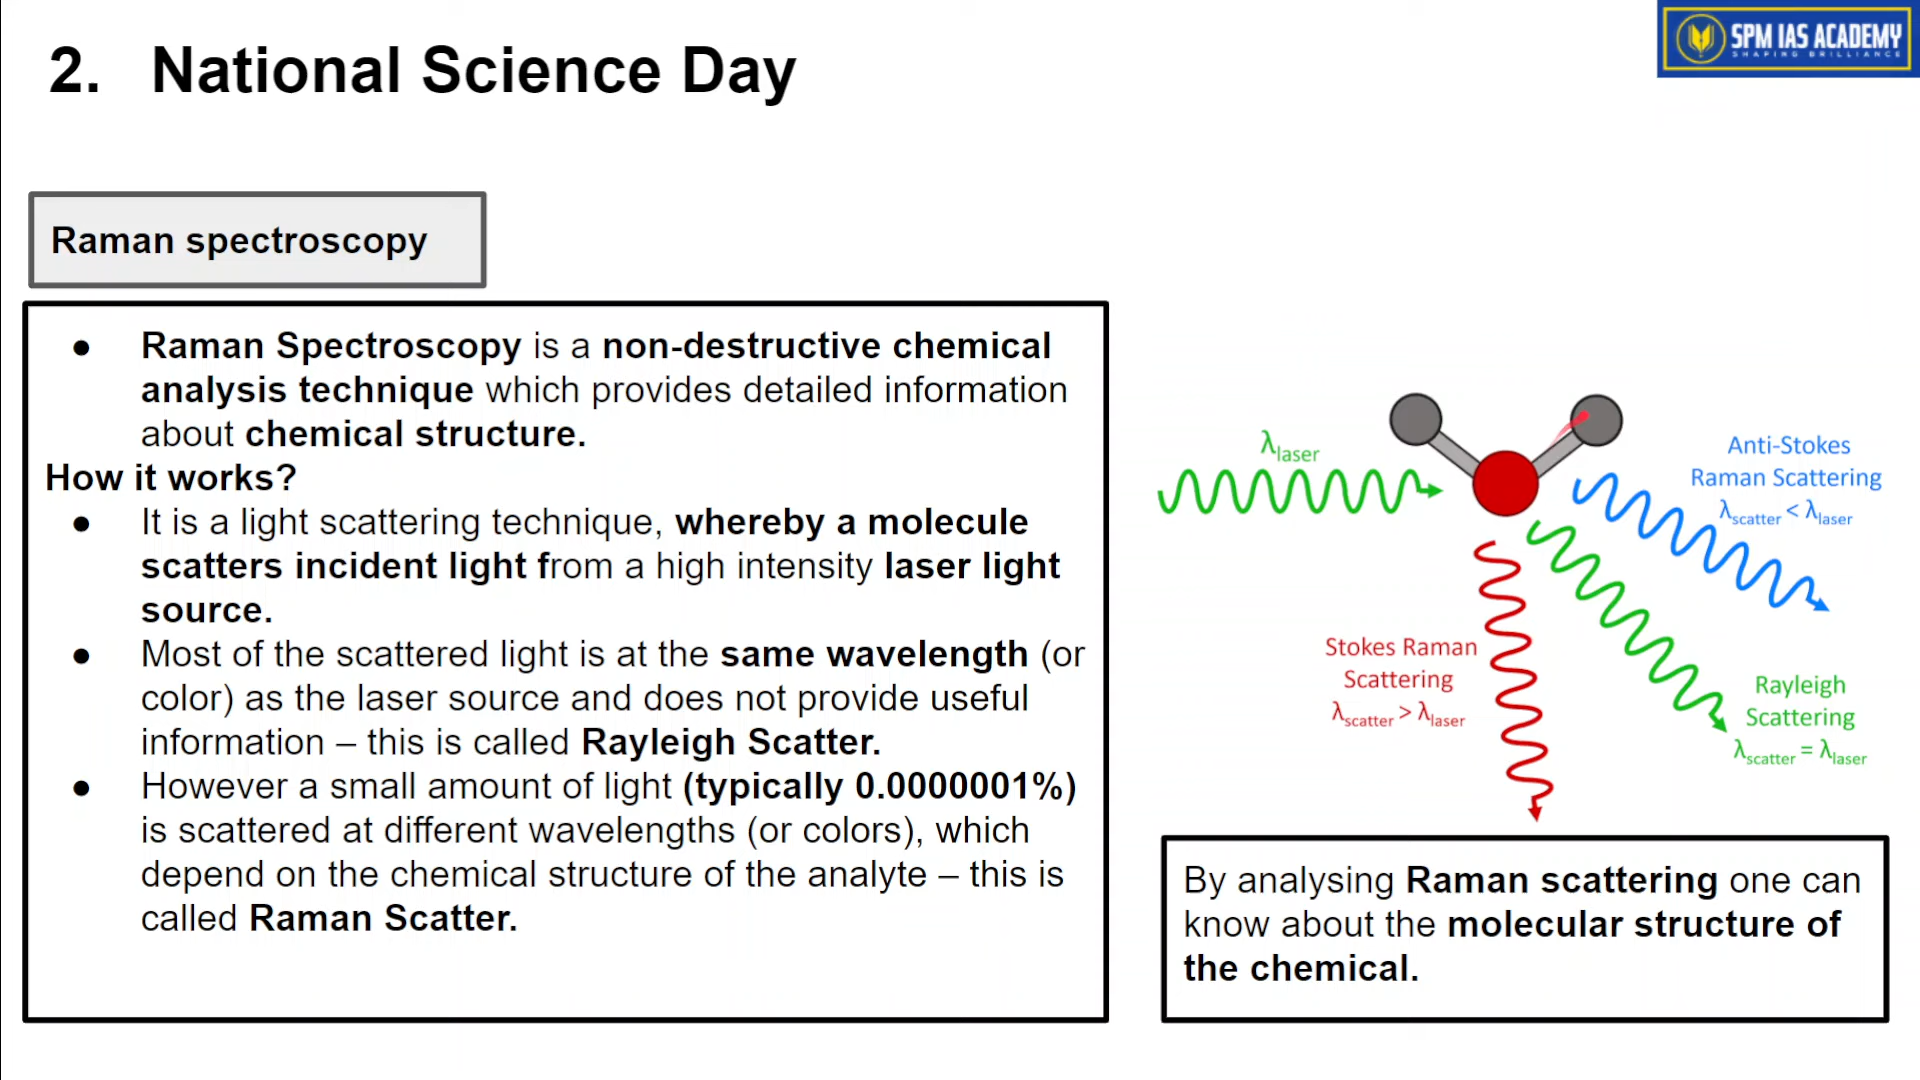 2. National Science Day
SPM IAS ACADEMY
SHAPING BRILLIANCE
Raman spectroscopy
● Raman Spectroscopy is a non-destructive chemical
analysis technique which provides detailed information
about chemical structure.
How it works?
● It is a light scattering technique, whereby a molecule
scatters incident light from a high intensity laser light
source.
● Most of the scattered light is at the same wavelength (or
color) as the laser source and does not provide useful
information – this is called Rayleigh Scatter.
● However a small amount of light (typically 0.0000001%)
is scattered at different wavelengths (or colors), which
depend on the chemical structure of the analyte – this is
called Raman Scatter.
λlaser
Anti-Stokes
Raman Scattering
λscatter < λlaser
Stokes Raman
Scattering
λscatter > λlaser
Rayleigh
Scattering
λscatter = λlaser
By analysing Raman scattering one can
know about the molecular structure of
the chemical.